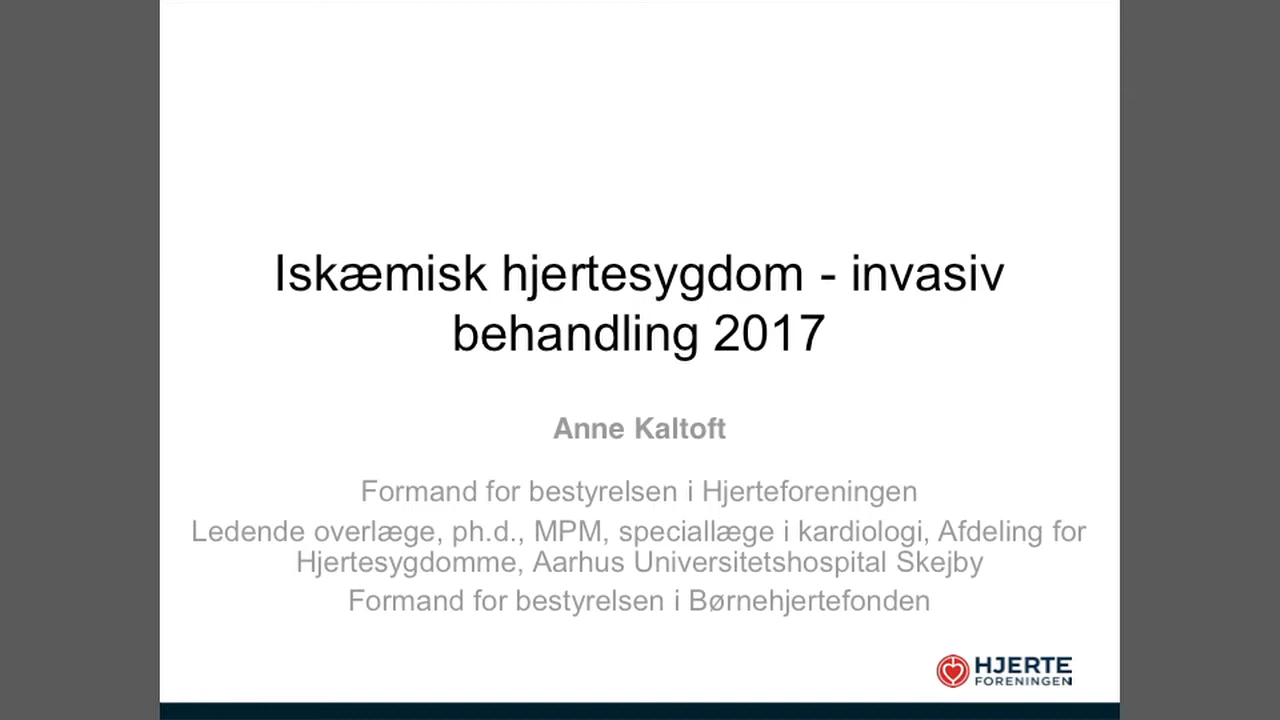 Iskæmisk hjertesygdom - invasiv
behandling 2017
Anne Kaltoft
Formand for bestyrelsen i Hjerteforeningen
Ledende overlæge, ph.d., MPM, speciallæge i kardiologi, Afdeling for
Hjertesygdomme, Aarhus Universitetshospital Skejby
Formand for bestyrelsen i Børnehjertefonden
HJERTE
FORENINGEN